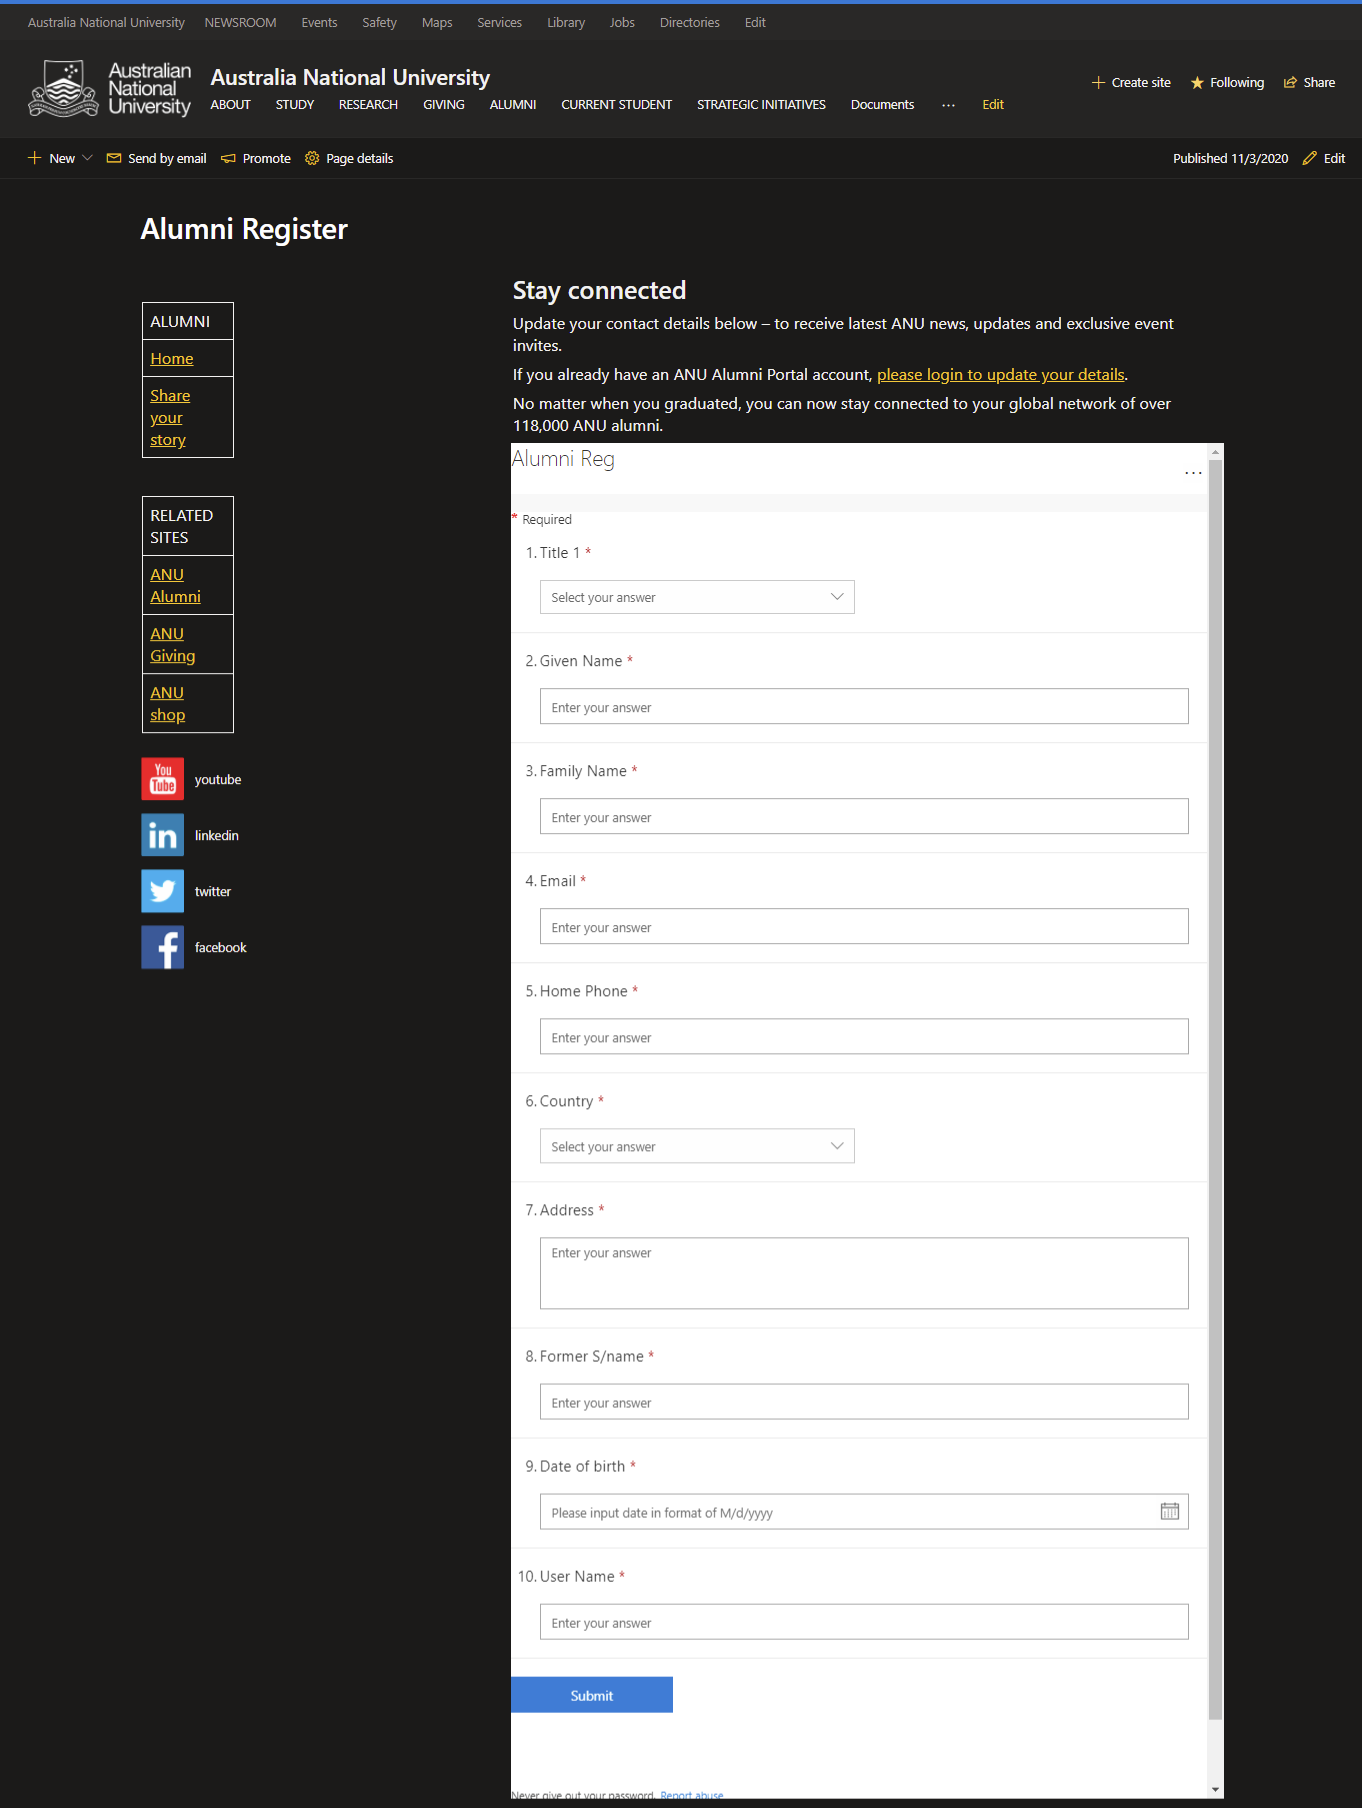 Australia National University NEWSROOM Events Safety Maps Services Library Jobs Directories Edit
Australian
National
University
Australia National University
ABOUT STUDY RESEARCH GIVING ALUMNI CURRENT STUDENT STRATEGIC INITIATIVES Documents ... Edit
Create site Following Share
New Send by email Promote Page details Published 11/3/2020 Edit
Alumni Register
ALUMNI
Home
Share
your
story
RELATED
SITES
ANU
Alumni
ANU
Giving
ANU
shop
You
Tube
youtube
in linkedin
twitter
f facebook
Stay connected
Update your contact details below – to receive latest ANU news, updates and exclusive event
invites.
If you already have an ANU Alumni Portal account, please login to update your details.
No matter when you graduated, you can now stay connected to your global network of over
118,000 ANU alumni.
Alumni Reg
...
* Required
1. Title 1 *
Select your answer
2. Given Name *
Enter your answer
3. Family Name *
Enter your answer
4. Email *
Enter your answer
5. Home Phone *
Enter your answer
6. Country *
Select your answer
7. Address *
Enter your answer
8. Former S/name *
Enter your answer
9. Date of birth *
Please input date in format of M/d/yyyy
10. User Name *
Enter your answer
Submit
Never give out your password. Report abuse